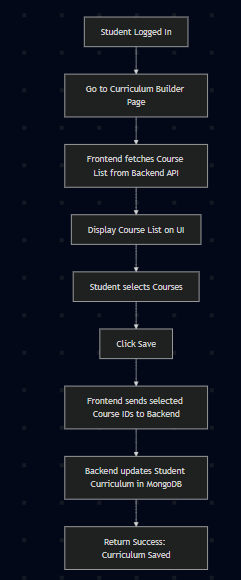 Student Logged In
Go to Curriculum Builder
Page
Frontend fetches Course
List from Backend API
Display Course List on UI
Student selects Courses
Click Save
Frontend sends selected
Course IDs to Backend
Backend updates Student
Curriculum in MongoDB
Return Success:
Curriculum Saved